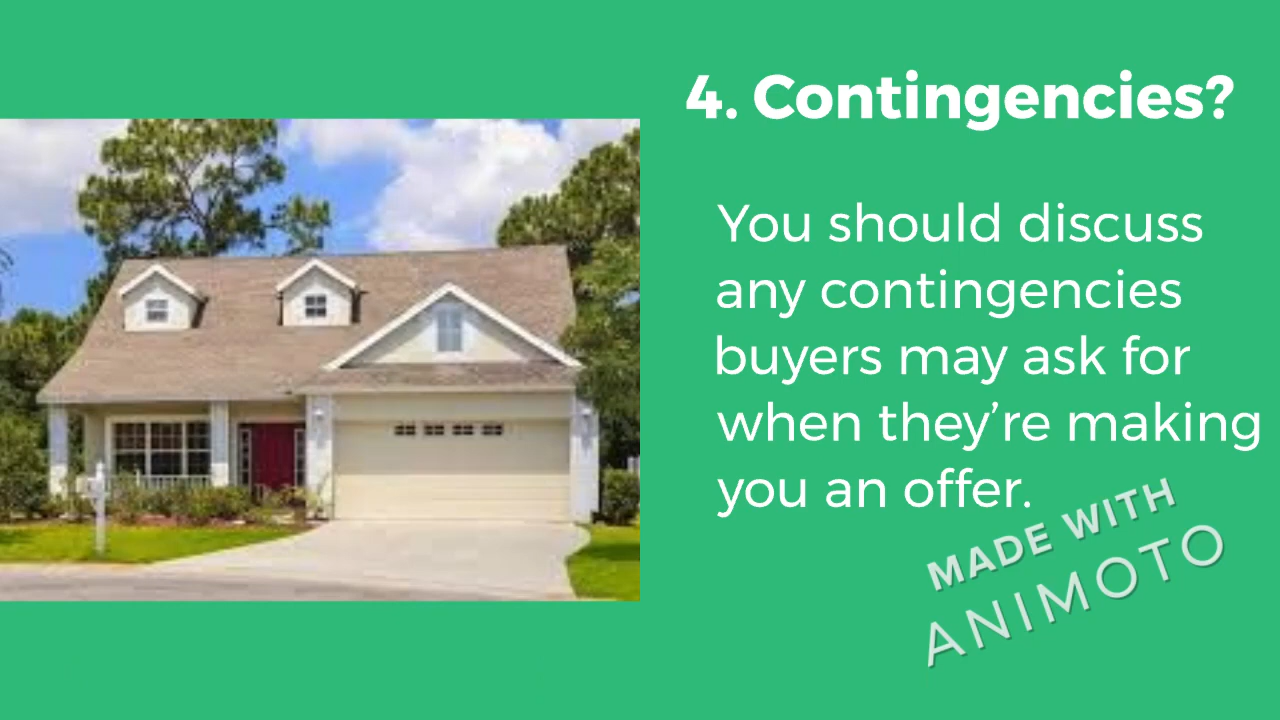 4. Contingencies?
You should discuss
any contingencies
buyers may ask for
when they’re making
you an offer.
MADE WITH
ANIMOTO